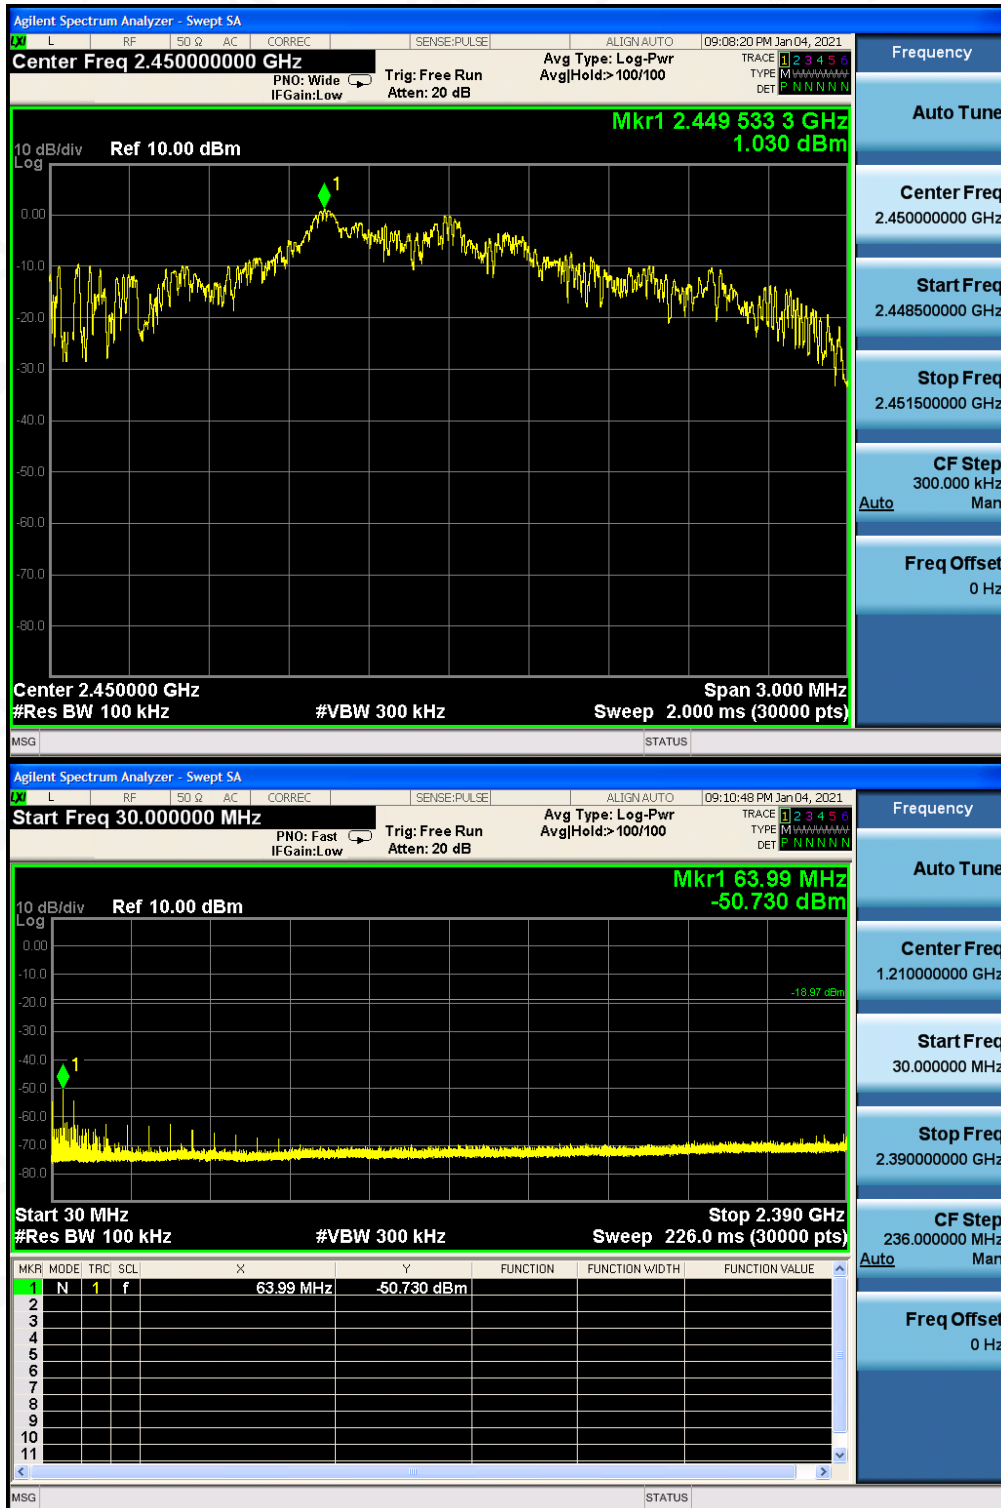 Agilent Spectrum Analyzer - Swept SA
LXI L RF 50 Ω AC CORREC SENSE:PULSE ALIGN AUTO 09:08:20 PM Jan 04, 2021
Center Freq 2.450000000 GHz
PNO: Wide
IFGain:Low
Trig: Free Run
Atten: 20 dB
Avg Type: Log-Pwr
Avg|Hold:>100/100
TRACE 1 2 3 4 5 6
TYPE M
DET P N N N N N
Mkr1 2.449 533 3 GHz
1.030 dBm
10 dB/div Ref 10.00 dBm
Log
1
0.00
-10.0
-20.0
-30.0
-40.0
-50.0
-60.0
-70.0
-80.0
Center 2.450000 GHz Span 3.000 MHz
#Res BW 100 kHz #VBW 300 kHz Sweep 2.000 ms (30000 pts)
MSG STATUS
Frequency
Auto Tune
Center Freq
2.450000000 GHz
Start Freq
2.448500000 GHz
Stop Freq
2.451500000 GHz
CF Step
300.000 kHz
Auto Man
Freq Offset
0 Hz
Agilent Spectrum Analyzer - Swept SA
LXI L RF 50 Ω AC CORREC SENSE:PULSE ALIGN AUTO 09:10:48 PM Jan 04, 2021
Start Freq 30.000000 MHz
PNO: Fast
IFGain:Low
Trig: Free Run
Atten: 20 dB
Avg Type: Log-Pwr
Avg|Hold:>100/100
TRACE 1 2 3 4 5 6
TYPE M
DET P N N N N N
Mkr1 63.99 MHz
-50.730 dBm
10 dB/div Ref 10.00 dBm
Log
0.00
-10.0
-18.97 dBm
-20.0
-30.0
-40.0
1
-50.0
-60.0
-70.0
-80.0
Start 30 MHz Stop 2.390 GHz
#Res BW 100 kHz #VBW 300 kHz Sweep 226.0 ms (30000 pts)
MKR MODE TRC SCL X Y FUNCTION FUNCTION WIDTH FUNCTION VALUE
1 N 1 f 63.99 MHz -50.730 dBm
2
3
4
5
6
7
8
9
10
11
MSG STATUS
Frequency
Auto Tune
Center Freq
1.210000000 GHz
Start Freq
30.000000 MHz
Stop Freq
2.390000000 GHz
CF Step
236.000000 MHz
Auto Man
Freq Offset
0 Hz